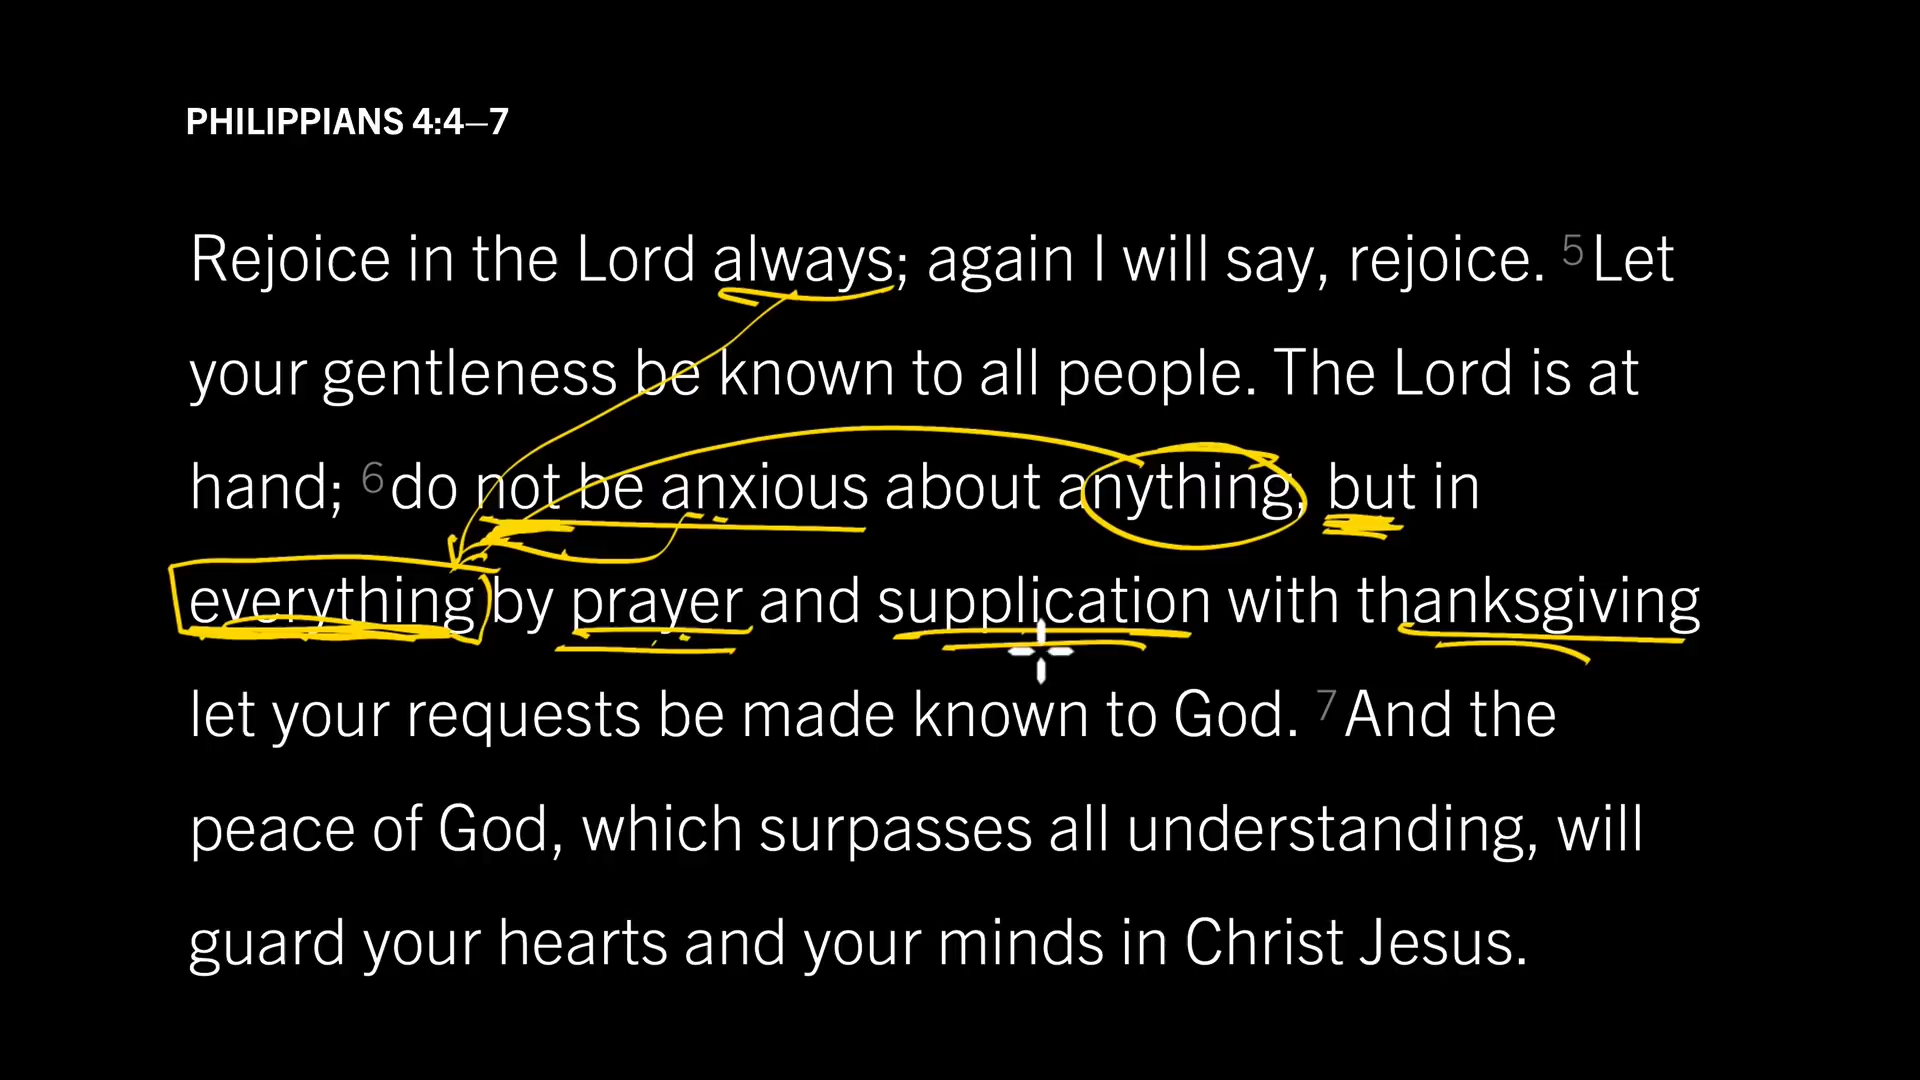 PHILIPPIANS 4:4–7
Rejoice in the Lord always; again I will say, rejoice. 5 Let
your gentleness be known to all people. The Lord is at
hand; 6 do not be anxious about anything, but in
everything by prayer and supplication with thanksgiving
let your requests be made known to God. 7 And the
peace of God, which surpasses all understanding, will
guard your hearts and your minds in Christ Jesus.